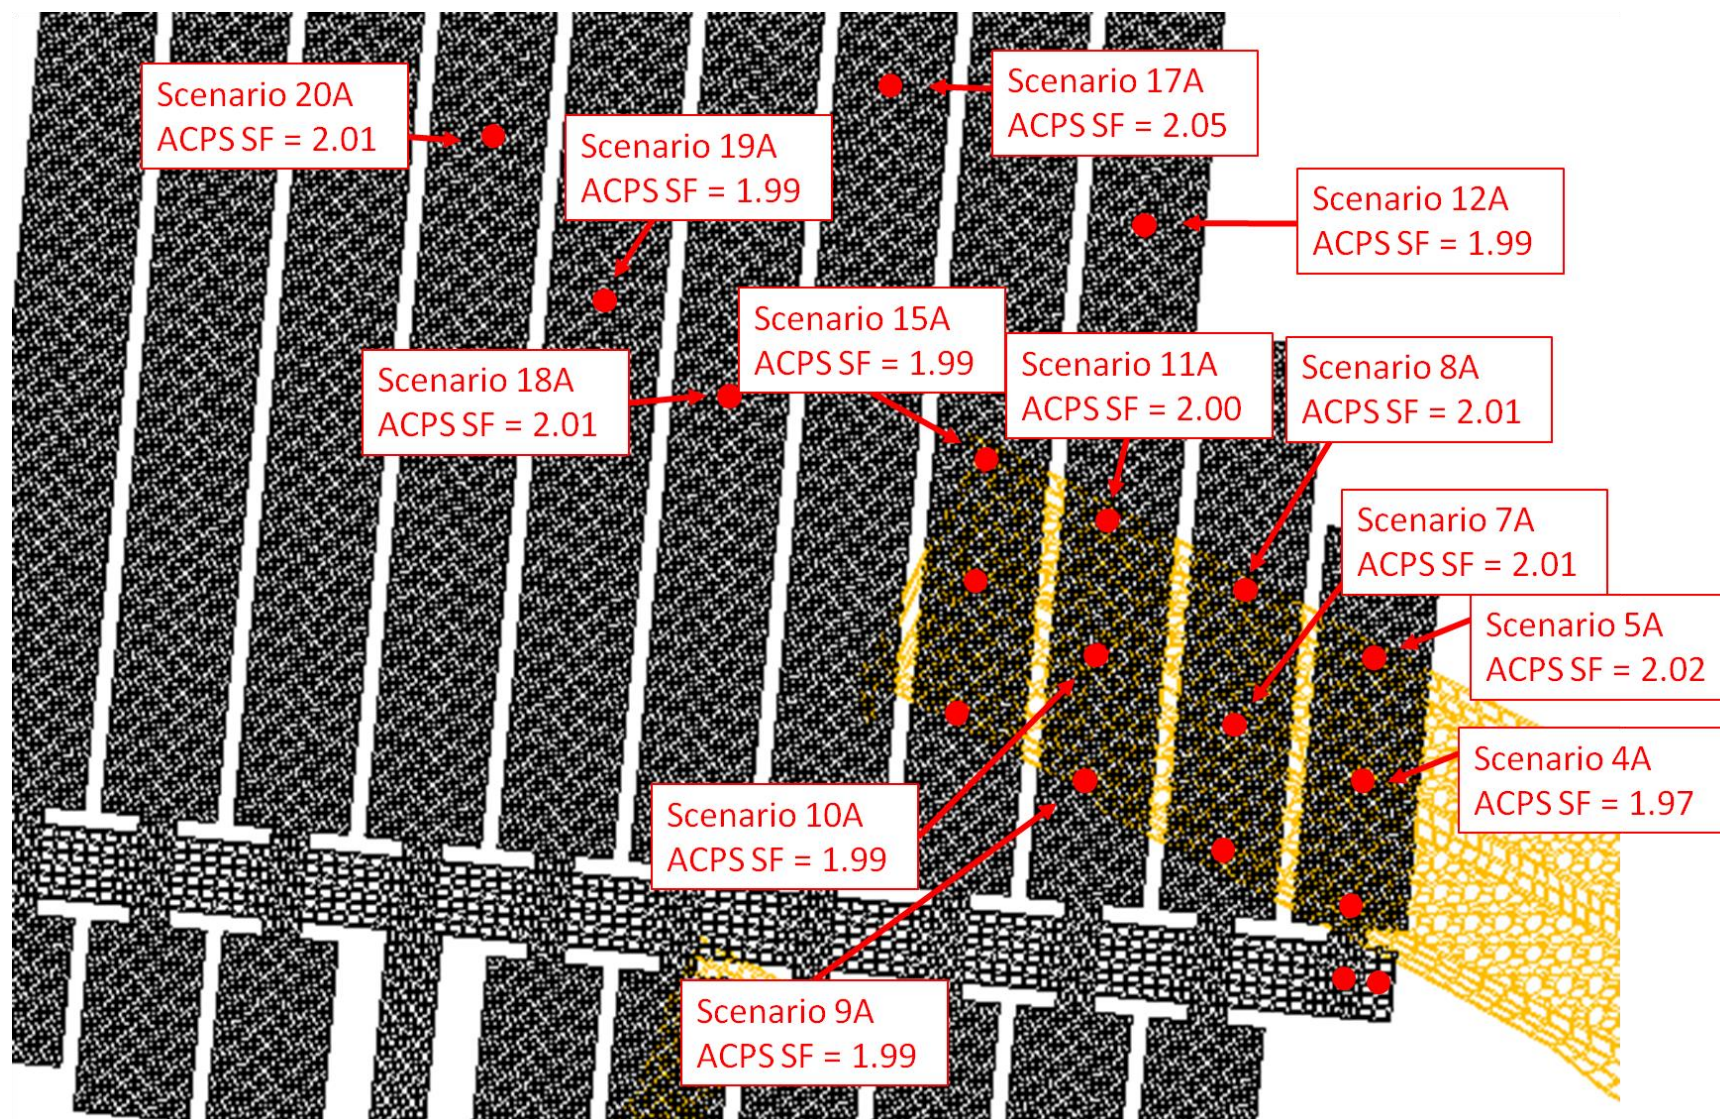 Scenario 20A
ACPS SF = 2.01
Scenario 19A
ACPS SF = 1.99
Scenario 17A
ACPS SF = 2.05
Scenario 12A
ACPS SF = 1.99
Scenario 18A
ACPS SF = 2.01
Scenario 15A
ACPS SF = 1.99
Scenario 11A
ACPS SF = 2.00
Scenario 8A
ACPS SF = 2.01
Scenario 7A
ACPS SF = 2.01
Scenario 5A
ACPS SF = 2.02
Scenario 4A
ACPS SF = 1.97
Scenario 10A
ACPS SF = 1.99
Scenario 9A
ACPS SF = 1.99